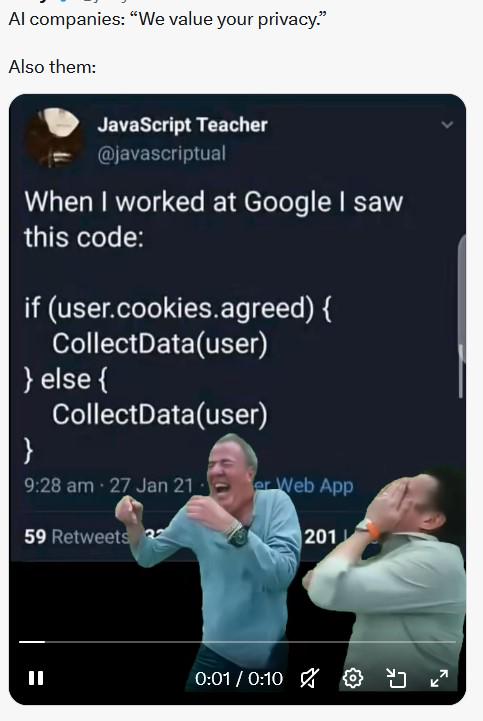 AI companies: “We value your privacy.”
Also them:
JavaScript Teacher
@javascriptual
When I worked at Google I saw
this code:
if (user.cookies.agreed) {
CollectData(user)
} else {
CollectData(user)
}
9:28 am · 27 Jan 21 · er Web App
59 Retweets 32 201
0:01 / 0:10